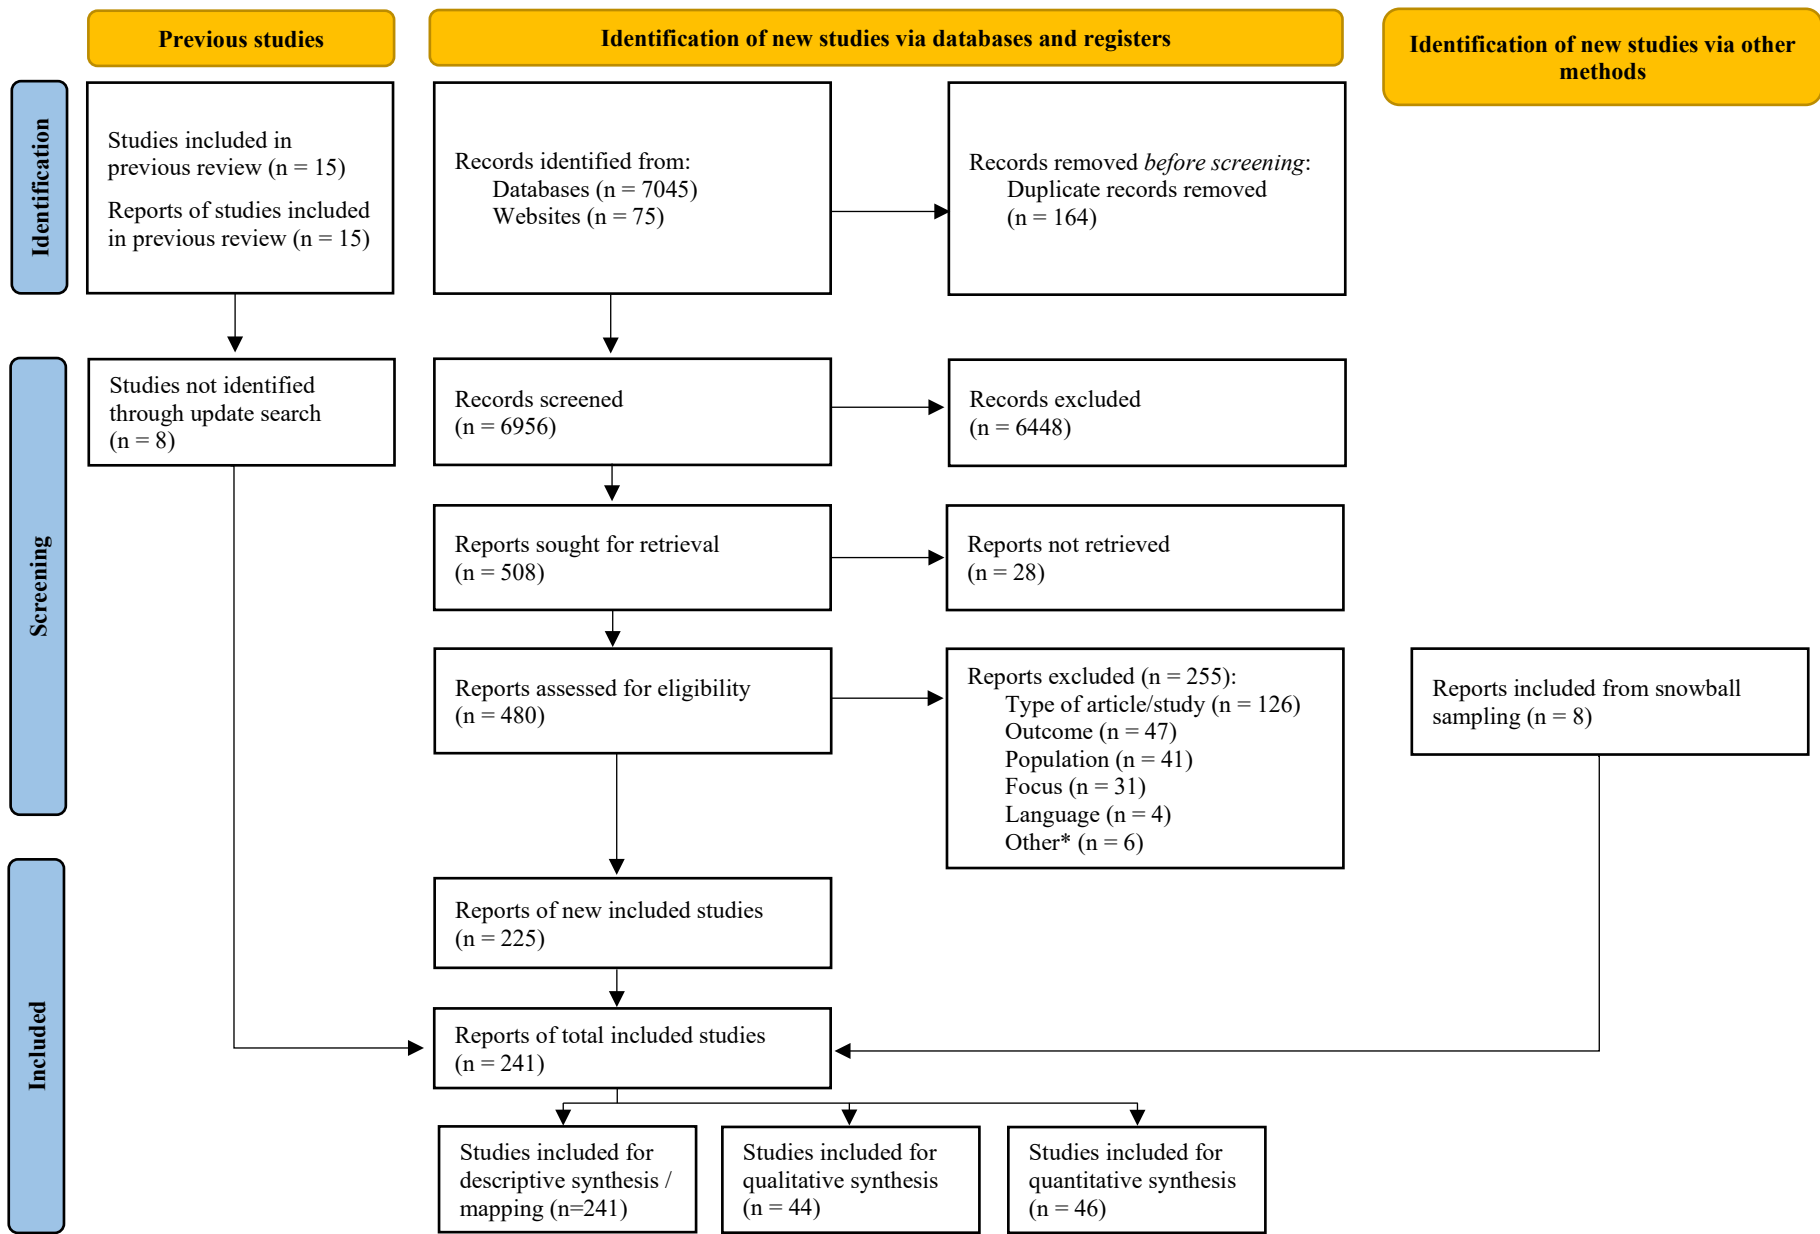 Previous studies
Identification of new studies via databases and registers
Identification of new studies via other
methods
Identification
Studies included in
previous review (n = 15)
Reports of studies included
in previous review (n = 15)
Records identified from:
Databases (n = 7045)
Websites (n = 75)
Records removed before screening:
Duplicate records removed
(n = 164)
Screening
Studies not identified
through update search
(n = 8)
Records screened
(n = 6956)
Records excluded
(n = 6448)
Reports sought for retrieval
(n = 508)
Reports not retrieved
(n = 28)
Reports assessed for eligibility
(n = 480)
Reports excluded (n = 255):
Type of article/study (n = 126)
Outcome (n = 47)
Population (n = 41)
Focus (n = 31)
Language (n = 4)
Other* (n = 6)
Reports included from snowball
sampling (n = 8)
Included
Reports of new included studies
(n = 225)
Reports of total included studies
(n = 241)
Studies included for
descriptive synthesis /
mapping (n=241)
Studies included for
qualitative synthesis
(n = 44)
Studies included for
quantitative synthesis
(n = 46)